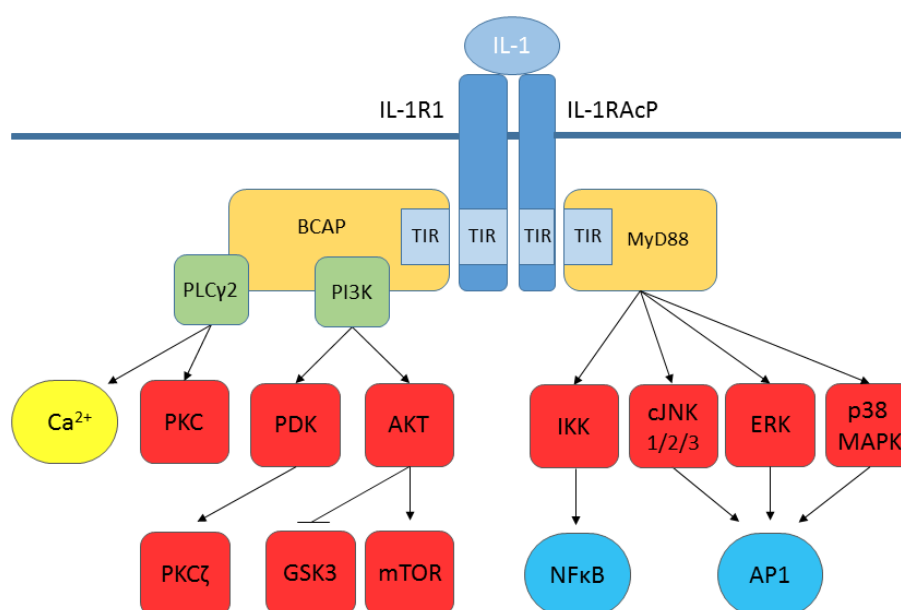 IL-1
IL-1R1
IL-1RAcP
BCAP
TIR
TIR
TIR
TIR
MyD88
PLCγ2
PI3K
Ca²⁺
PKC
PDK
AKT
IKK
cJNK
1/2/3
ERK
p38
MAPK
PKCζ
GSK3
mTOR
NFκB
AP1